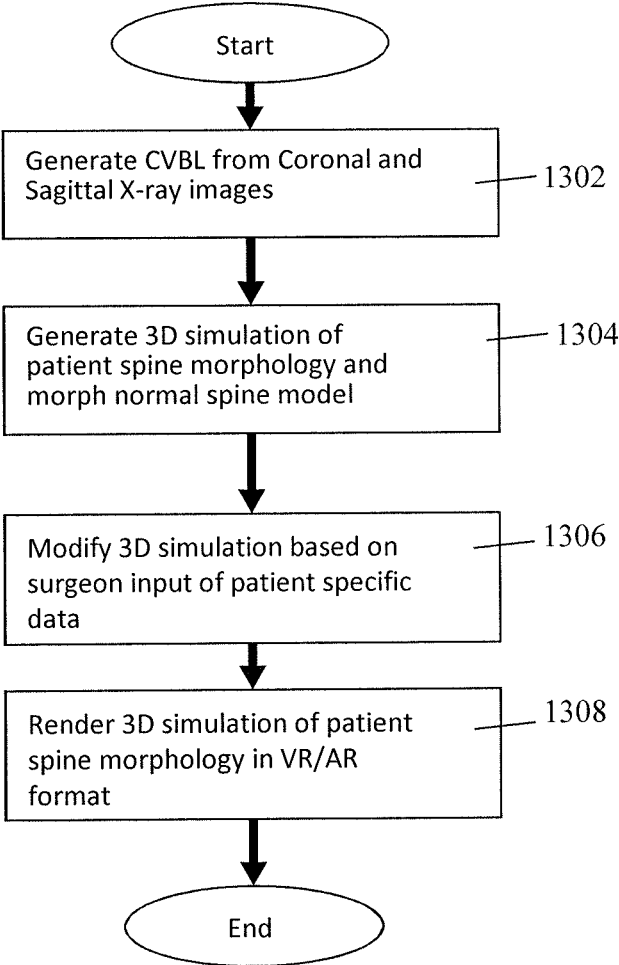 Start
Generate CVBL from Coronal and
Sagittal X-ray images
1302
Generate 3D simulation of
patient spine morphology and
morph normal spine model
1304
Modify 3D simulation based on
surgeon input of patient specific
data
1306
Render 3D simulation of patient
spine morphology in VR/AR
format
1308
End